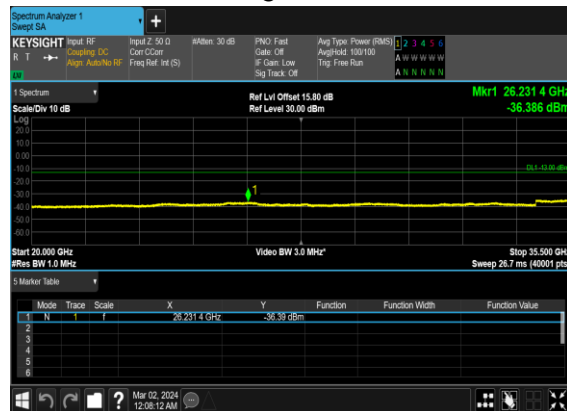 Spectrum Analyzer 1
Swept SA
+
KEYSIGHT
R T
LW
Input: RF
Coupling: DC
Align: Auto/No RF
Input Z: 50 Ω
Corr CCorr
Freq Ref: Int (S)
#Atten: 30 dB
PNO: Fast
Gate: Off
IF Gain: Low
Sig Track: Off
Avg Type: Power (RMS)
Avg|Hold: 100/100
Trig: Free Run
1 2 3 4 5 6
A W W W W W
A N N N N N
1 Spectrum
Scale/Div 10 dB
Ref Lvl Offset 15.80 dB
Ref Level 30.00 dBm
Mkr1 26.231 4 GHz
-36.386 dBm
Log
20.0
10.0
0.00
-10.0
-20.0
-30.0
-40.0
-50.0
-60.0
DL1 -13.00 dBm
1
Start 20.000 GHz
#Res BW 1.0 MHz
Video BW 3.0 MHz*
Stop 35.500 GHz
Sweep 26.7 ms (40001 pts)
5 Marker Table
Mode Trace Scale X Y Function Function Width Function Value
1 N 1 f 26.231 4 GHz -36.39 dBm
2
3
4
5
6
?
Mar 02, 2024
12:08:12 AM